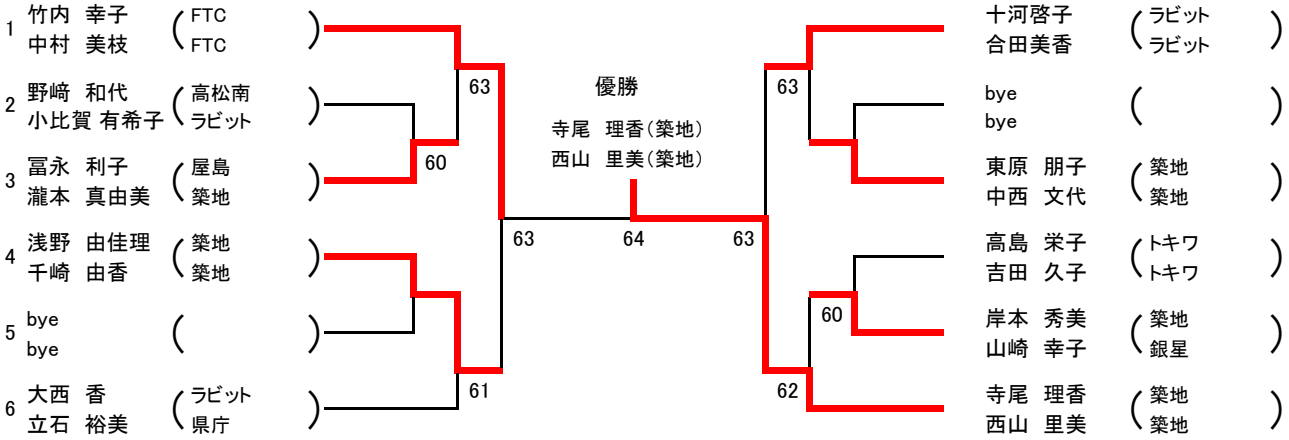 1 竹内 幸子 ( FTC )
中村 美枝 ( FTC )
2 野﨑 和代 ( 高松南 )
小比賀 有希子 ( ラビット )
3 冨永 利子 ( 屋島 )
瀧本 真由美 ( 築地 )
4 浅野 由佳理 ( 築地 )
千崎 由香 ( 築地 )
5 bye ( )
bye
6 大西 香 ( ラビット )
立石 裕美 ( 県庁 )
63
60
61
63
優勝
寺尾 理香(築地)
西山 里美(築地)
64
63
63
60
62
十河啓子 ( ラビット )
合田美香 ( ラビット )
bye ( )
bye
東原 朋子 ( 築地 )
中西 文代 ( 築地 )
高島 栄子 ( トキワ )
吉田 久子 ( トキワ )
岸本 秀美 ( 築地 )
山崎 幸子 ( 銀星 )
寺尾 理香 ( 築地 )
西山 里美 ( 築地 )